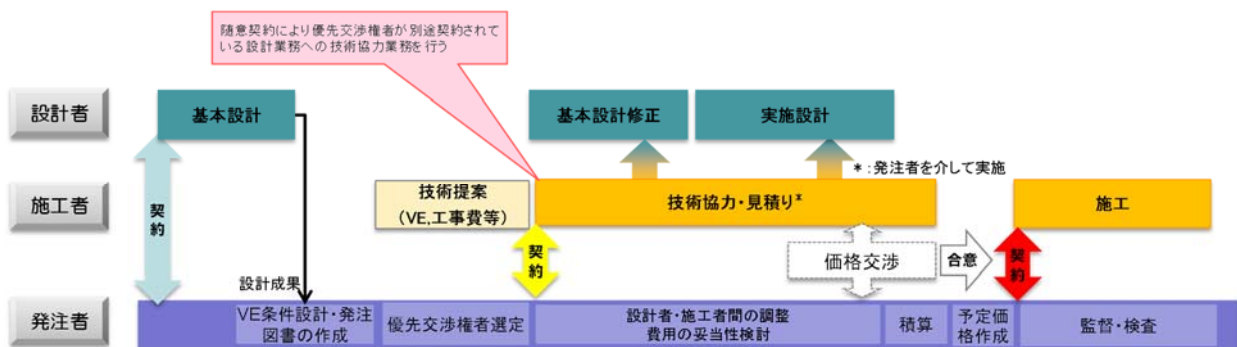 随意契約により優先交渉権者が別途契約されて
いる設計業務への技術協力業務を行う
設計者
基本設計
基本設計修正
実施設計
*:発注者を介して実施
施工者
契約
技術提案
(VE,工事費等)
技術協力・見積り*
施工
契約
価格交渉
合意
契約
設計成果
発注者
VE条件設計・発注
図書の作成
優先交渉権者選定
設計者・施工者間の調整
費用の妥当性検討
積算
予定価
格作成
監督・検査